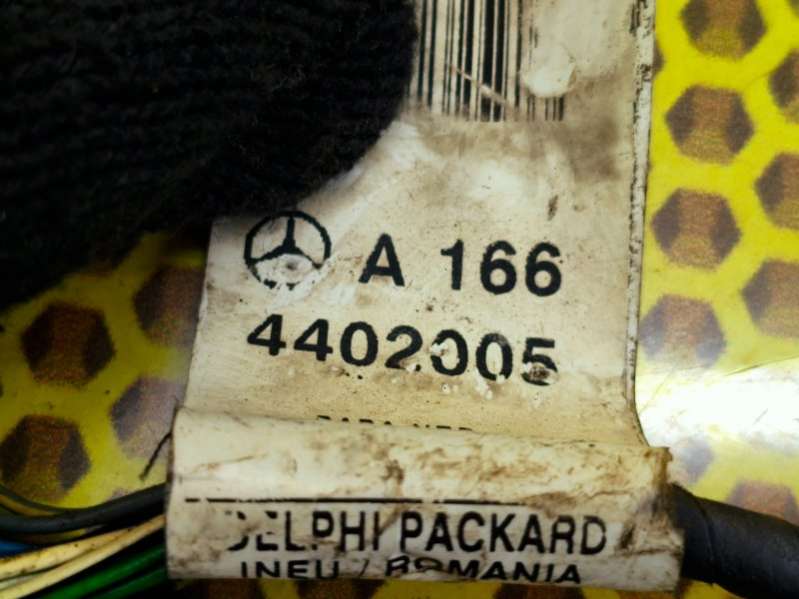 A 166
4402005
DELPHI PACKARD
INEU / ROMANIA